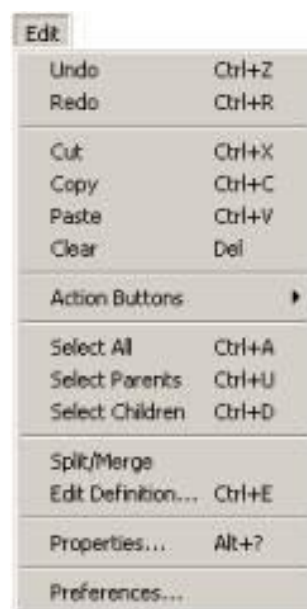 Edit
Undo Ctrl+Z
Redo Ctrl+R
Cut Ctrl+X
Copy Ctrl+C
Paste Ctrl+V
Clear Del
Action Buttons
Select All Ctrl+A
Select Parents Ctrl+U
Select Children Ctrl+D
Split/Merge
Edit Definition... Ctrl+E
Properties... Alt+?
Preferences...